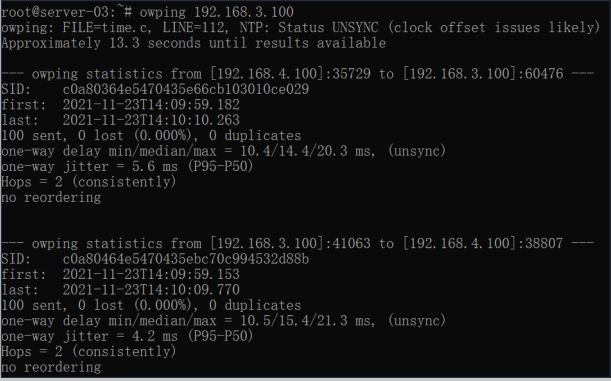 root@server-03:~# owping 192.168.3.100
owping: FILE=time.c, LINE=112, NTP: Status UNSYNC (clock offset issues likely)
Approximately 13.3 seconds until results available
--- owping statistics from [192.168.4.100]:35729 to [192.168.3.100]:60476 ---
SID: c0a80364e5470435e66cb103010ce029
first: 2021-11-23T14:09:59.182
last: 2021-11-23T14:10:10.263
100 sent, 0 lost (0.000%), 0 duplicates
one-way delay min/median/max = 10.4/14.4/20.3 ms, (unsync)
one-way jitter = 5.6 ms (P95-P50)
Hops = 2 (consistently)
no reordering
--- owping statistics from [192.168.3.100]:41063 to [192.168.4.100]:38807 ---
SID: c0a80464e5470435ebc70c994532d88b
first: 2021-11-23T14:09:59.153
last: 2021-11-23T14:10:09.770
100 sent, 0 lost (0.000%), 0 duplicates
one-way delay min/median/max = 10.5/15.4/21.3 ms, (unsync)
one-way jitter = 4.2 ms (P95-P50)
Hops = 2 (consistently)
no reordering